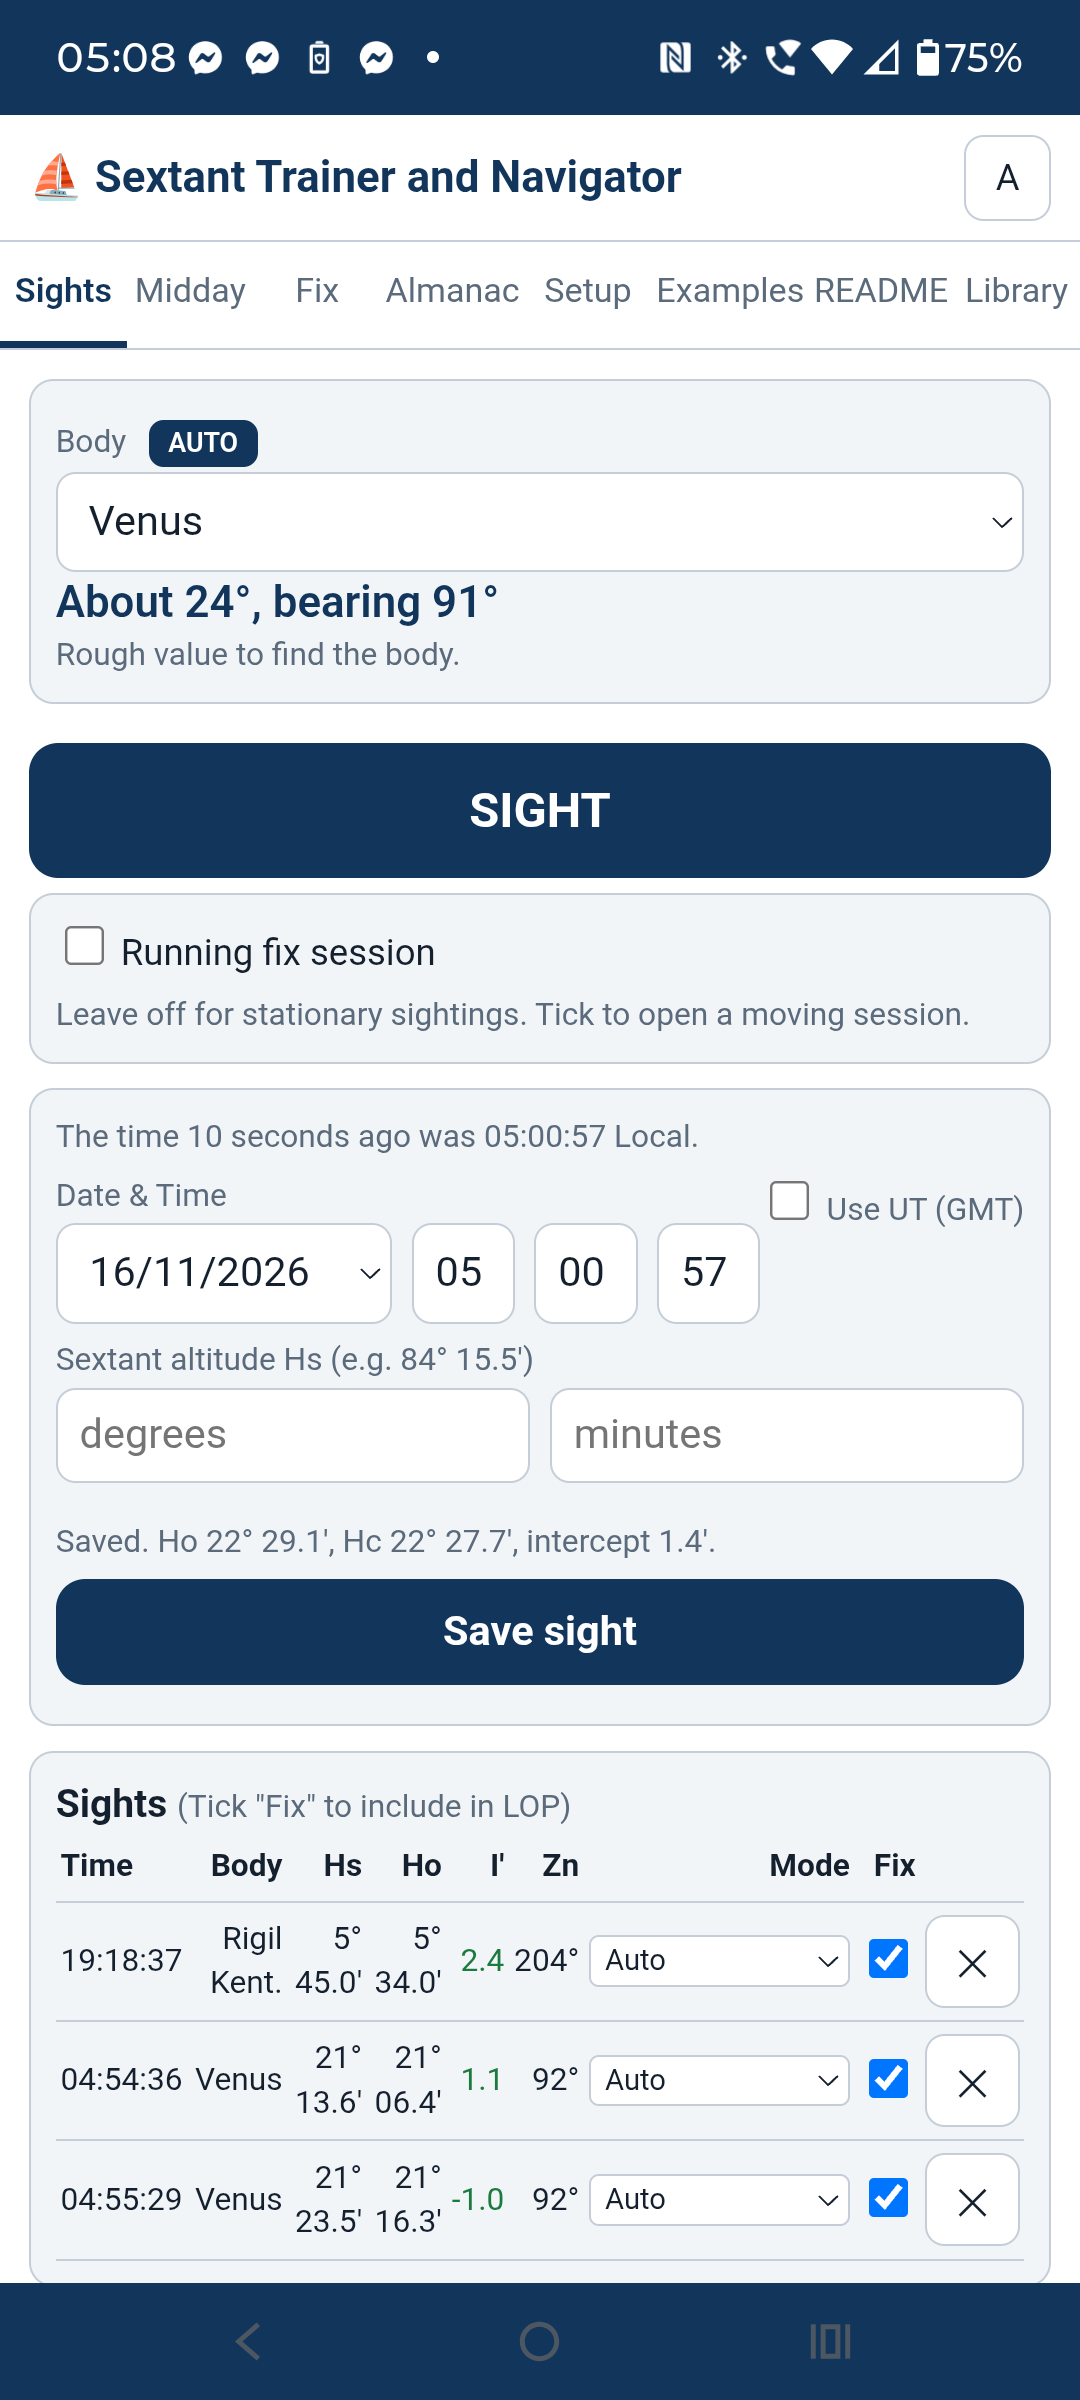 05:08 75%
Sextant Trainer and Navigator A
Sights Midday Fix Almanac Setup Examples README Library
Body AUTO
Venus
About 24°, bearing 91°
Rough value to find the body.
SIGHT
Running fix session
Leave off for stationary sightings. Tick to open a moving session.
The time 10 seconds ago was 05:00:57 Local.
Date & Time Use UT (GMT)
16/11/2026 05 00 57
Sextant altitude Hs (e.g. 84° 15.5')
degrees minutes
Saved. Ho 22° 29.1', Hc 22° 27.7', intercept 1.4'.
Save sight
Sights (Tick "Fix" to include in LOP)
Time Body Hs Ho I' Zn Mode Fix
19:18:37 Rigil Kent. 5° 45.0' 5° 34.0' 2.4 204° Auto
04:54:36 Venus 21° 13.6' 21° 06.4' 1.1 92° Auto
04:55:29 Venus 21° 23.5' 21° 16.3' -1.0 92° Auto